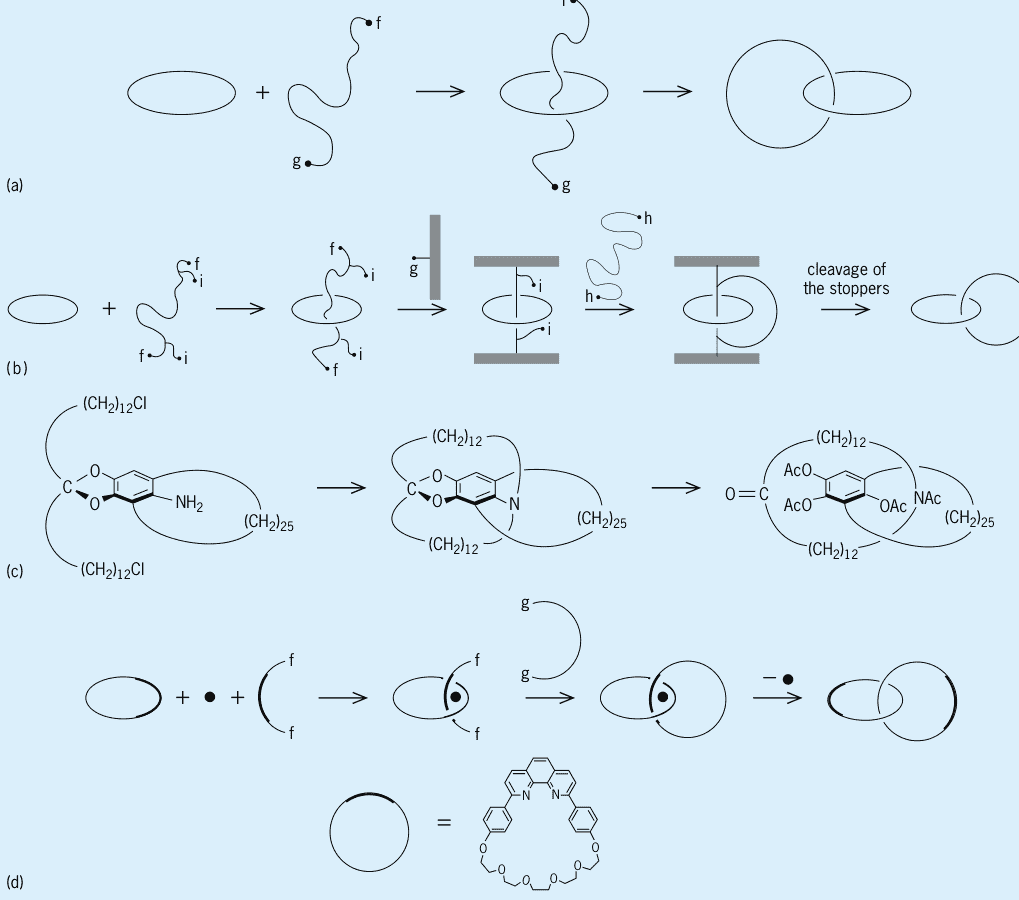 f
f
+
g
g
(a)
h
f
f
i
g
i
i
cleavage of
the stoppers
+
h
i
f
i
i
f
(b)
(CH2)12Cl
(CH2)12
(CH2)12
O
C
O
NH2
(CH2)25
O
C
O
N
(CH2)25
AcO
O=C
AcO
OAc
NAc
(CH2)25
(CH2)12
(CH2)12
(CH2)12Cl
(c)
g
f
f
g
+ • +
− •
f
f
N N
=
O O
O O
O O
(d)